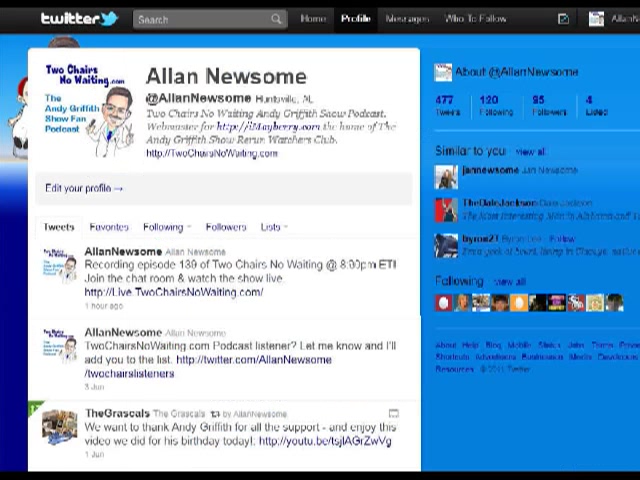 twitter
Search
Home
Profile
Messages
Who To Follow
Two Chairs
No Waiting.com
The
Andy Griffith
Show Fan
Podcast
Allan Newsome
@AllanNewsome Huntsville, AL
Two Chairs No Waiting Andy Griffith Show Podcast.
Webmaster for http://iMayberry.com the home of The
Andy Griffith Show Rerun Watchers Club.
http://TwoChairsNoWaiting.com
Edit your profile →
Tweets Favorites Following Followers Lists
AllanNewsome Allan Newsome
Recording episode 139 of Two Chairs No Waiting @ 8:00pm ET!
Join the chat room & watch the show live.
http://Live.TwoChairsNoWaiting.com/
1 hour ago
AllanNewsome Allan Newsome
TwoChairsNoWaiting.com Podcast listener? Let me know and I'll
add you to the list. http://twitter.com/AllanNewsome
/twochairslisteners
3 Jun
TheGrascals The Grascals by AllanNewsome
We want to thank Andy Griffith for all the support - and enjoy this
video we did for his birthday today!: http://youtu.be/tsjlAGrZwVg
1 Jun
About @AllanNewsome
477 120 95 4
Tweets Following Followers Listed
Similar to you · view all
jannewsome Jan Newsome
TheDaleJackson Dale Jackson
The Most Interesting Man in Alabama and
byron21 Follow
Following · view all
About Help Blog Mobile Status Jobs Terms
Shortcuts Advertisers Businesses Media Developers
Resources © 2011 Twitter